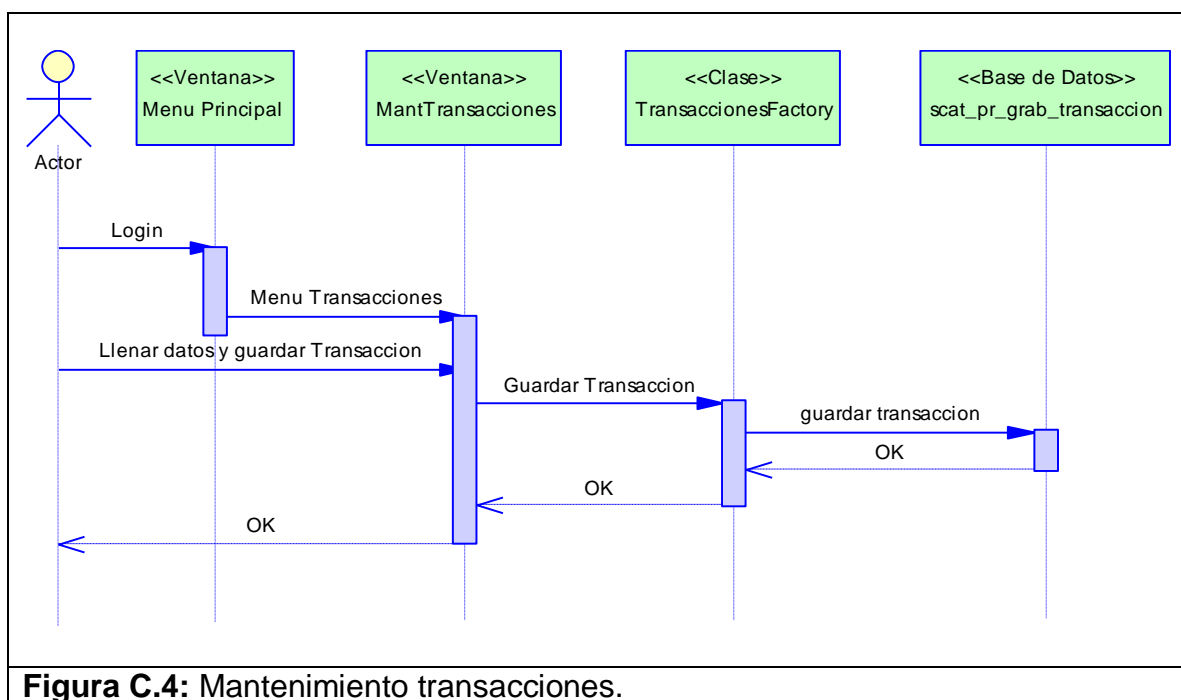 <<Ventana>>
Menu Principal
<<Ventana>>
MantTransacciones
<<Clase>>
TransaccionesFactory
<<Base de Datos>>
scat_pr_grab_transaccion
Actor
Login
Menu Transacciones
Llenar datos y guardar Transaccion
Guardar Transaccion
guardar transaccion
OK
OK
OK
Figura C.4: Mantenimiento transacciones.